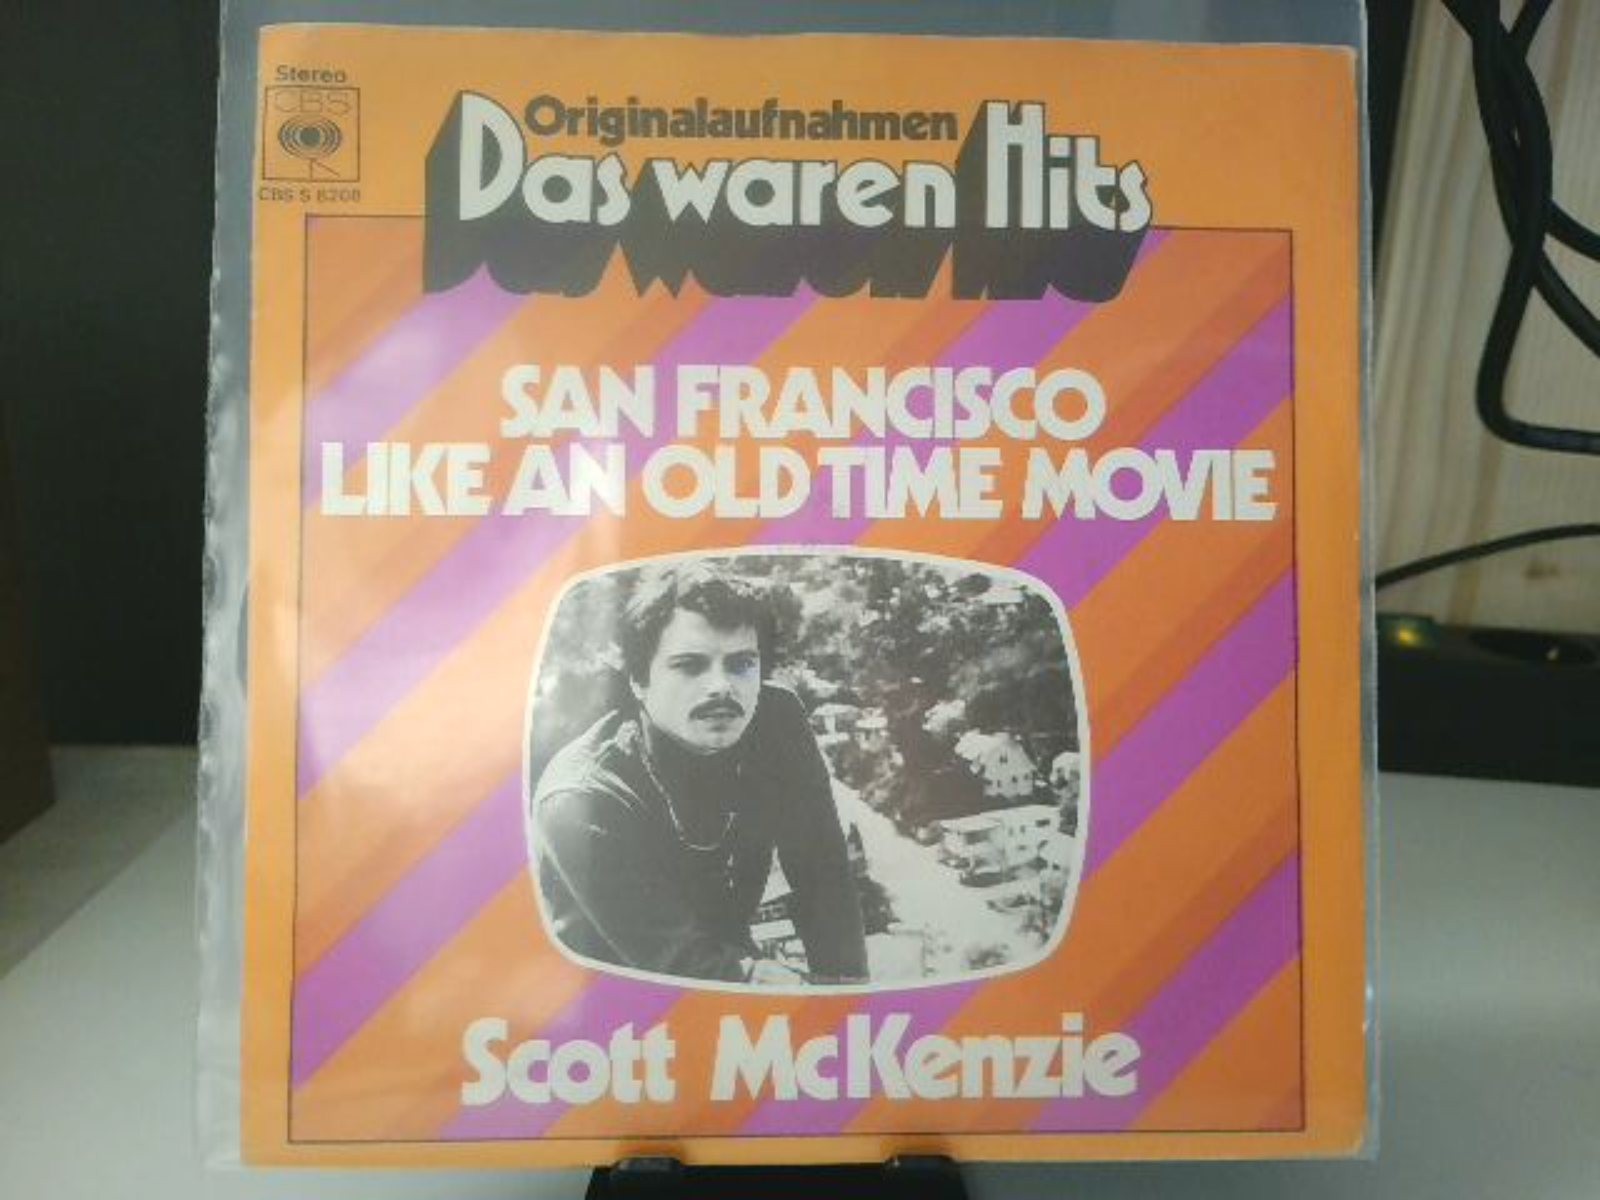 Stereo
CBS
CBS S 8208
Originalaufnahmen
Das waren Hits
SAN FRANCISCO
LIKE AN OLD TIME MOVIE
Scott McKenzie